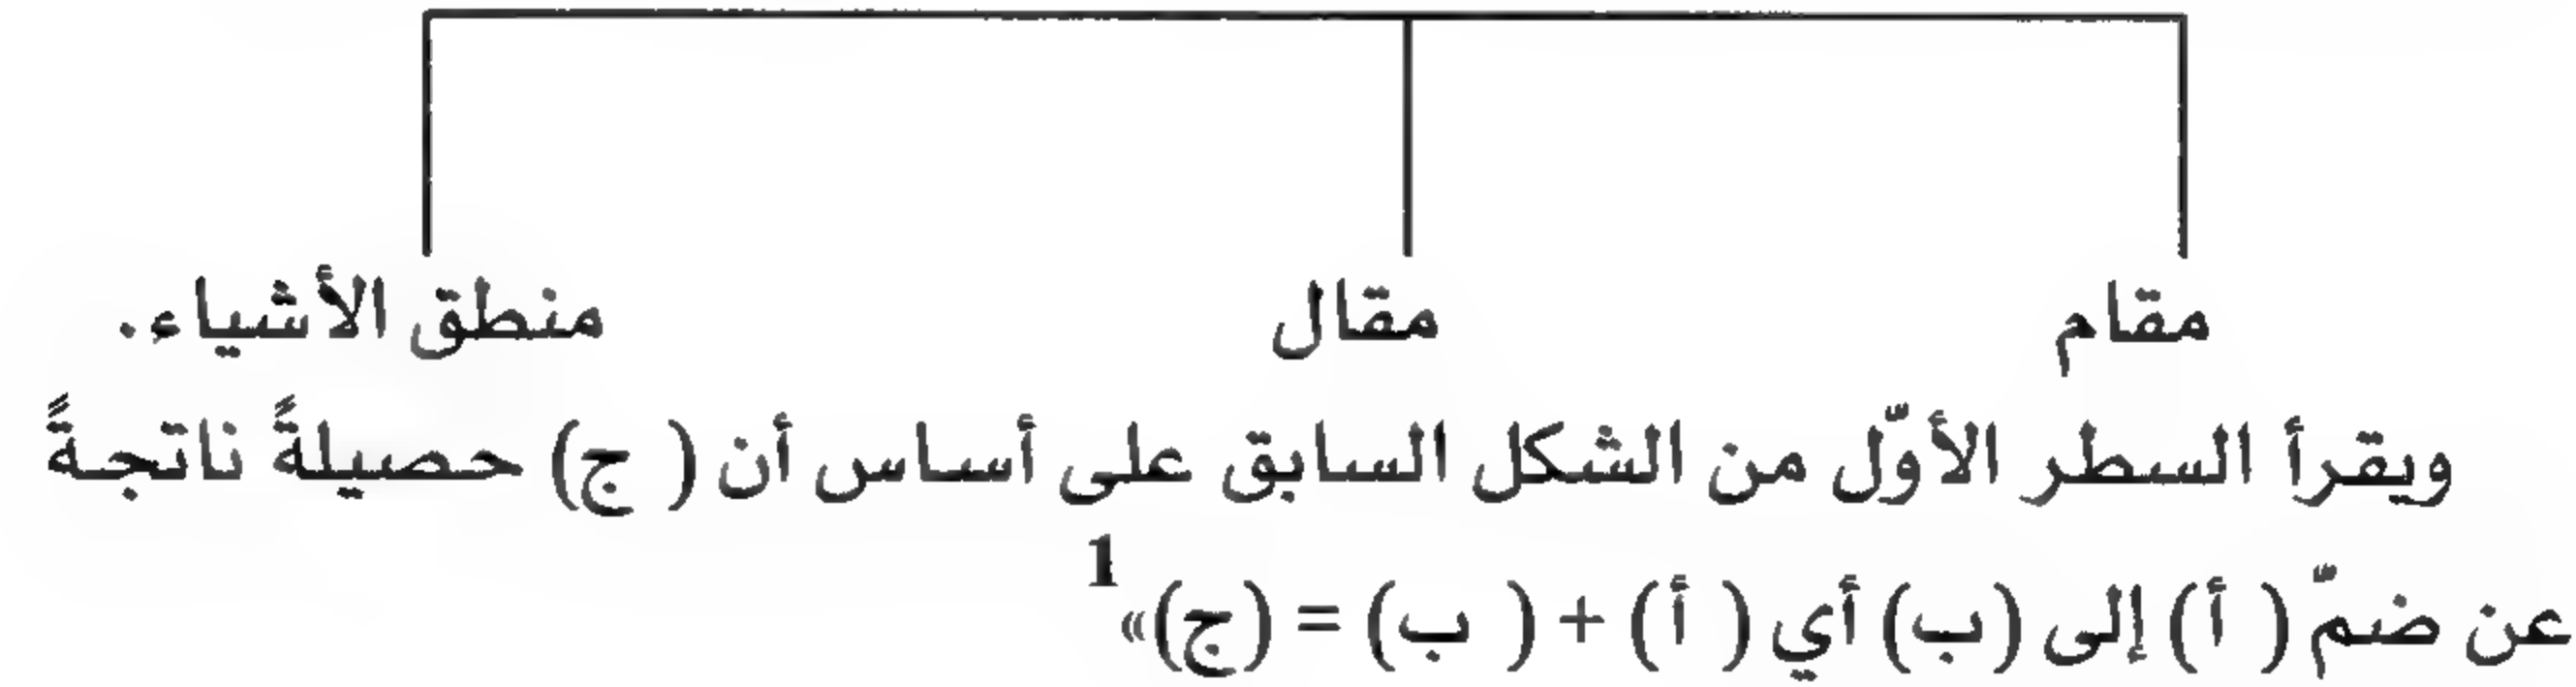 مقام مقال منطق الأشياء.
ويقرأ السطر الأوّل من الشكل السابق على أساس أن ( ج) حصيلةً ناتجةً
عن ضمّ ( أ) إلى (ب) أي ( أ) + ( ب) = (ج)»1